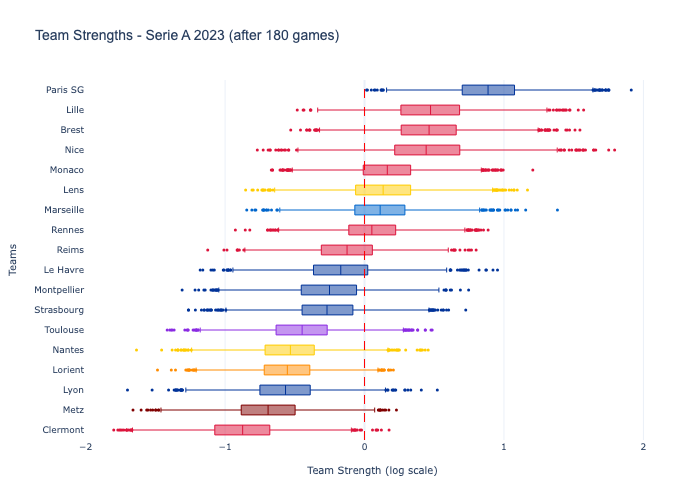 Team Strengths - Serie A 2023 (after 180 games)
Paris SG
Lille
Brest
Nice
Monaco
Lens
Marseille
Rennes
Reims
Le Havre
Montpellier
Strasbourg
Toulouse
Nantes
Lorient
Lyon
Metz
Clermont
Teams
−2 −1 0 1 2
Team Strength (log scale)